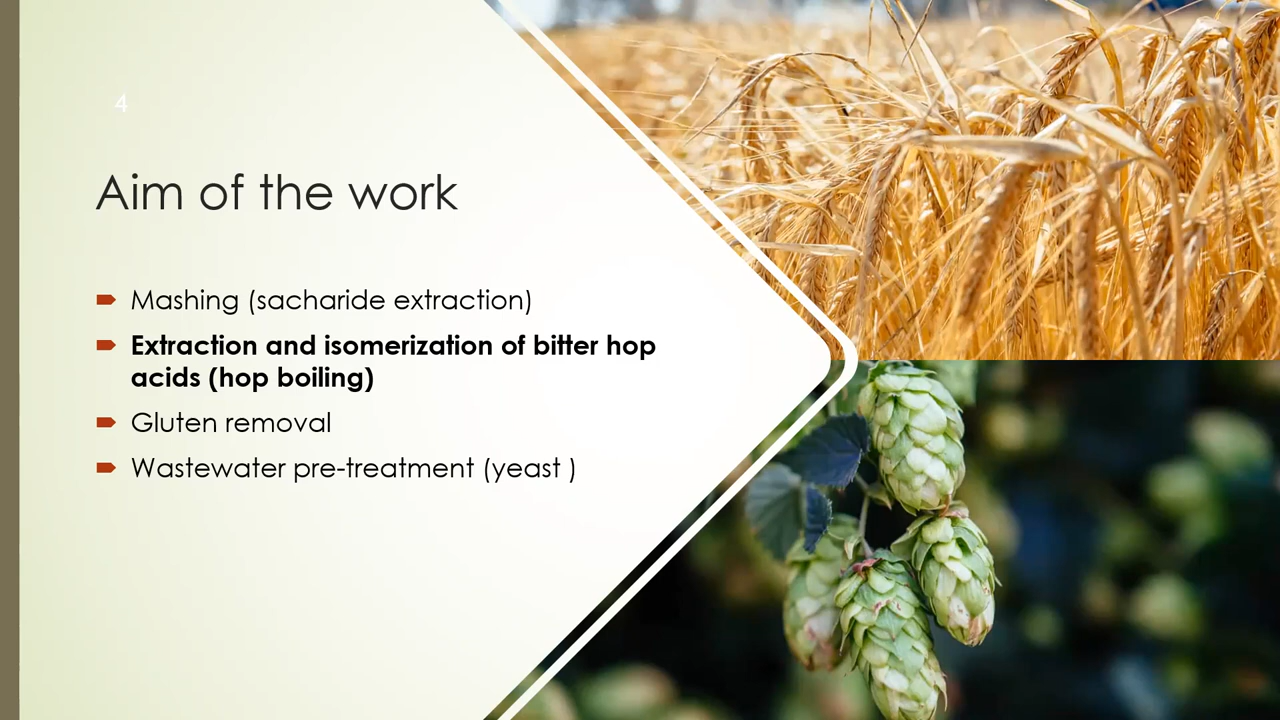 4
Aim of the work
Mashing (sacharide extraction)
Extraction and isomerization of bitter hop
acids (hop boiling)
Gluten removal
Wastewater pre-treatment (yeast )